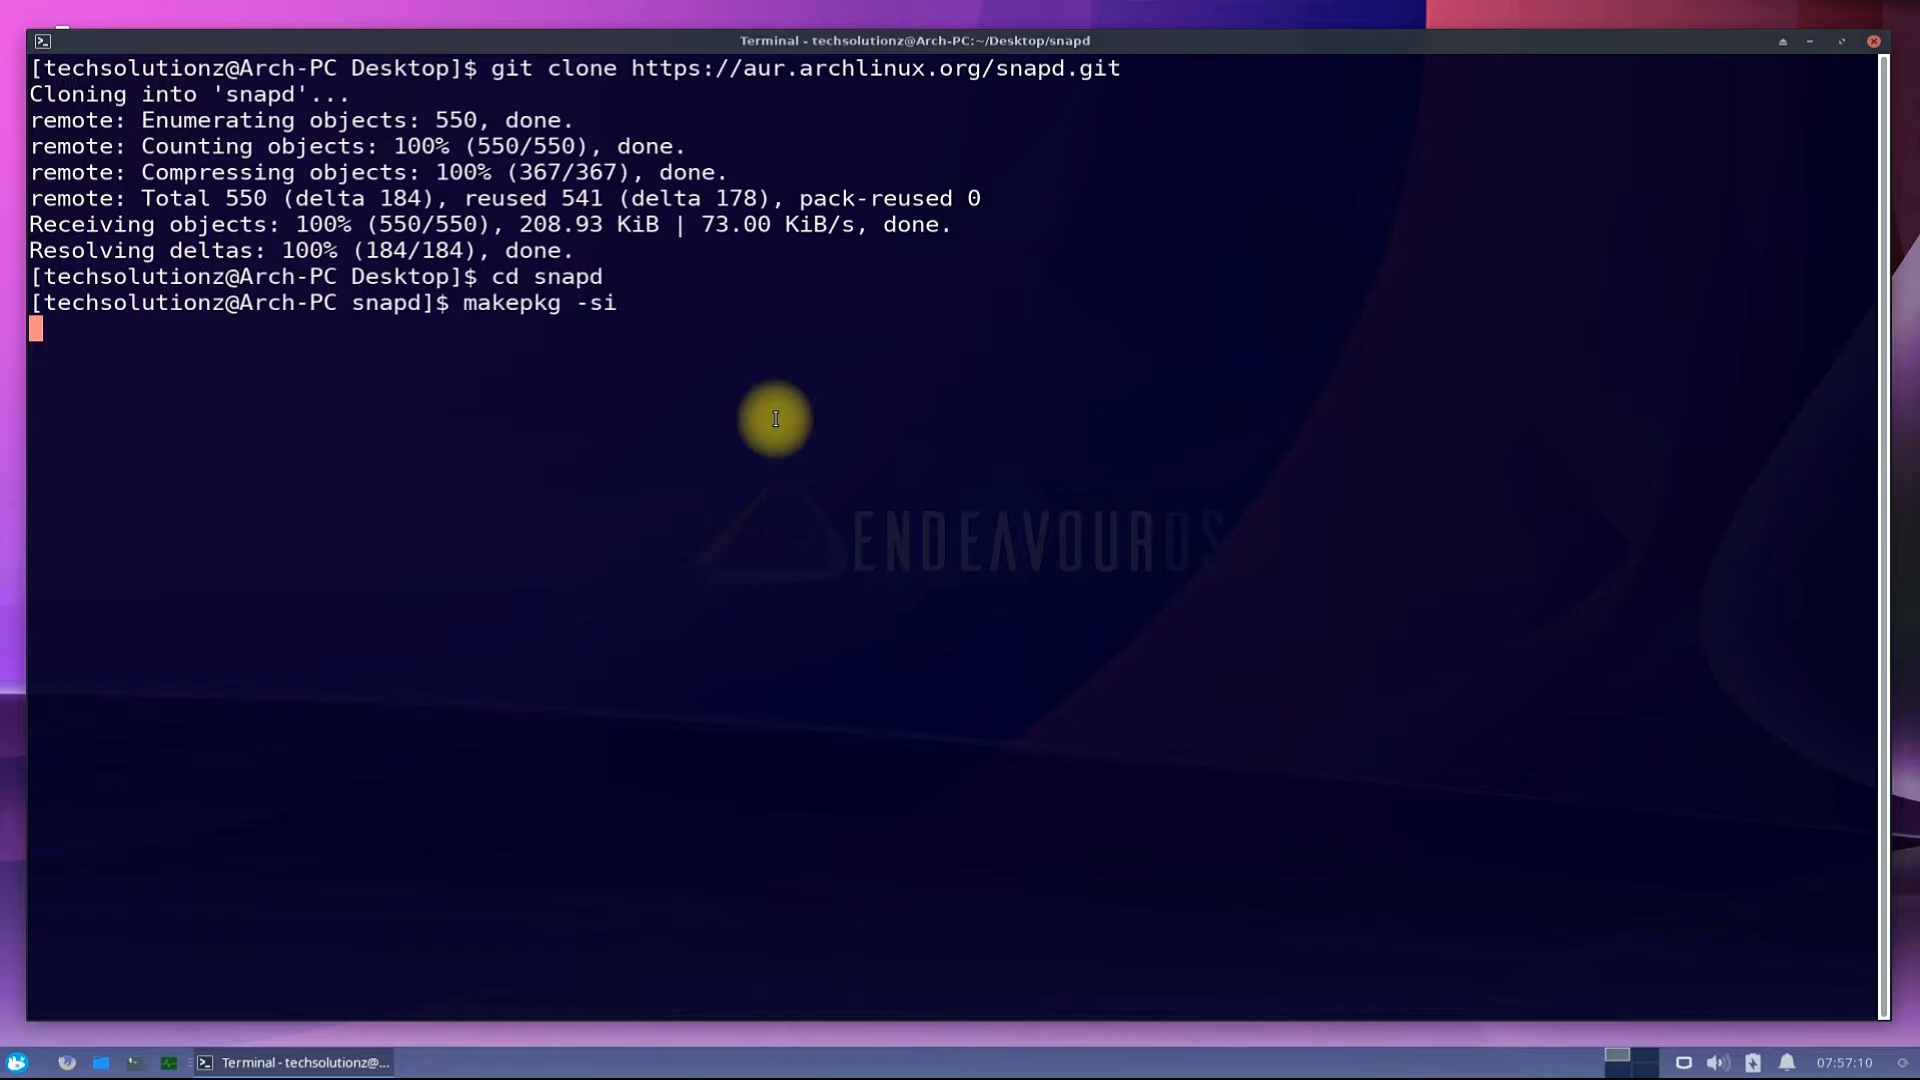 Terminal - techsolutionz@Arch-PC:~/Desktop/snapd
[techsolutionz@Arch-PC Desktop]$ git clone https://aur.archlinux.org/snapd.git
Cloning into 'snapd'...
remote: Enumerating objects: 550, done.
remote: Counting objects: 100% (550/550), done.
remote: Compressing objects: 100% (367/367), done.
remote: Total 550 (delta 184), reused 541 (delta 178), pack-reused 0
Receiving objects: 100% (550/550), 208.93 KiB | 73.00 KiB/s, done.
Resolving deltas: 100% (184/184), done.
[techsolutionz@Arch-PC Desktop]$ cd snapd
[techsolutionz@Arch-PC snapd]$ makepkg -si
ENDEAVOUROS
Terminal - techsolutionz@...
07:57:10